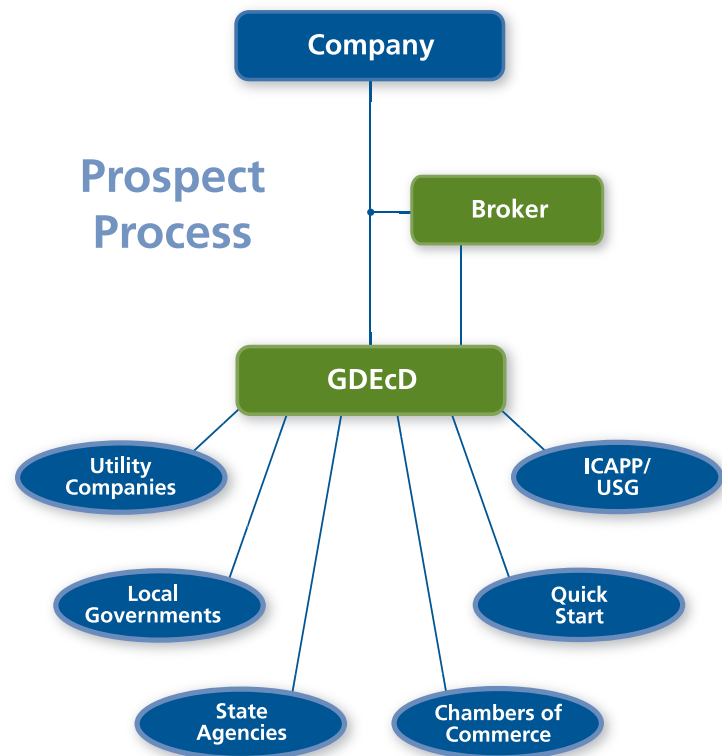 Company
Prospect
Process
Broker
GDEcD
Utility
Companies
ICAPP/
USG
Local
Governments
Quick
Start
State
Agencies
Chambers of
Commerce